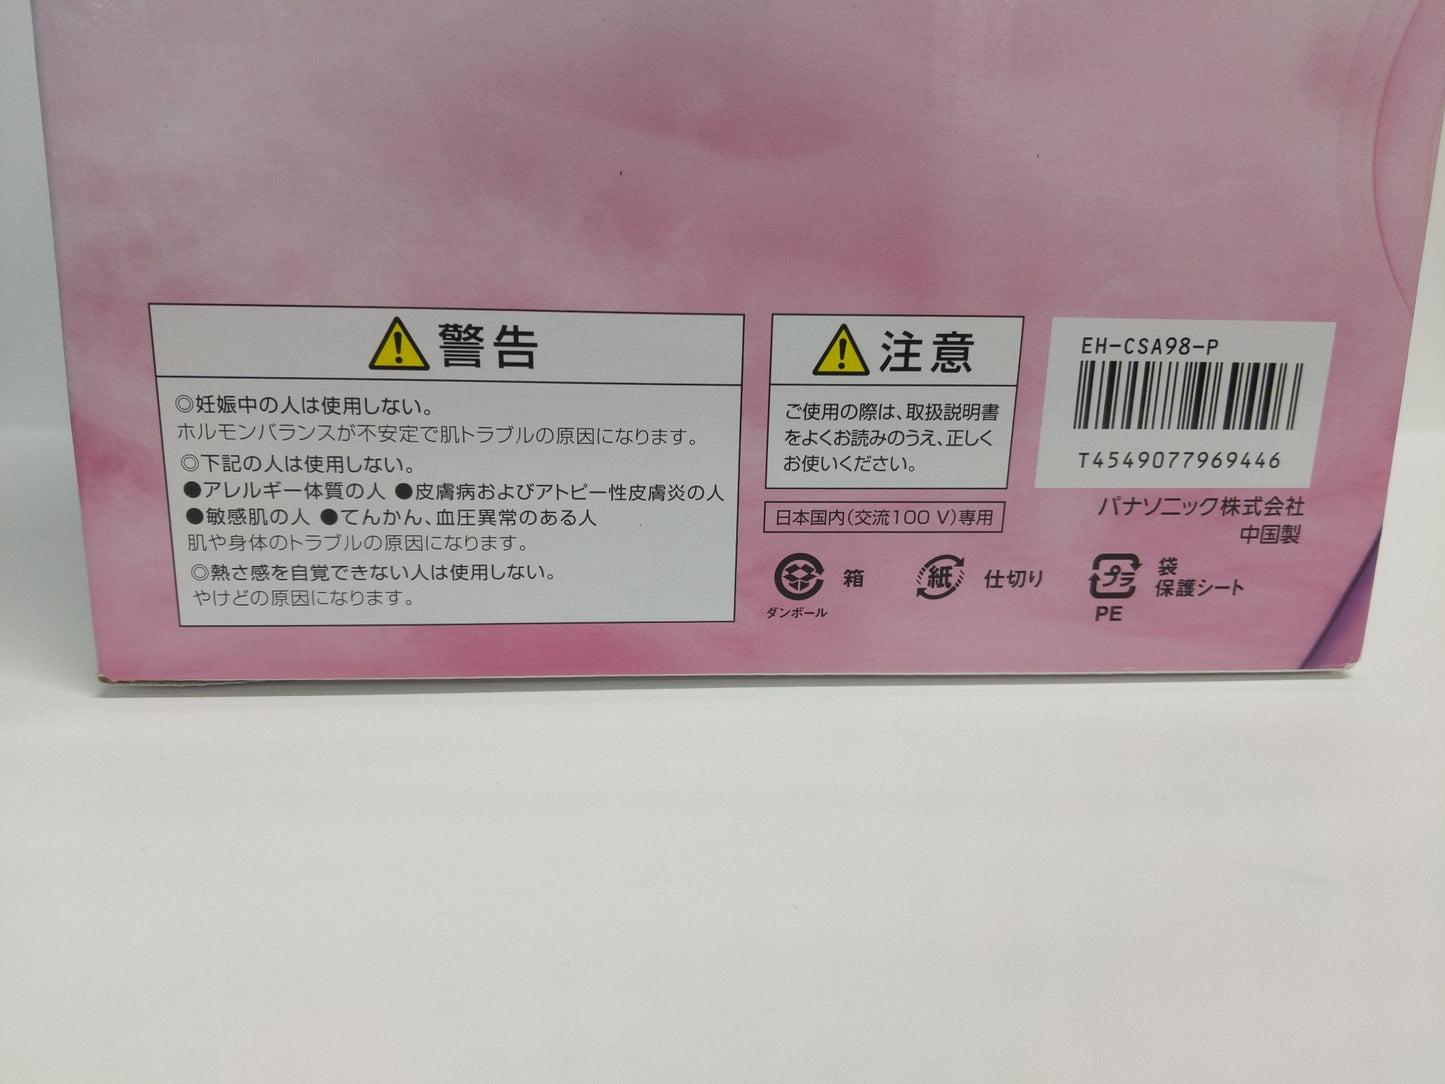 警告
◎妊娠中の人は使用しない。
ホルモンバランスが不安定で肌トラブルの原因になります。
◎下記の人は使用しない。
●アレルギー体質の人 ●皮膚病およびアトピー性皮膚炎の人
●敏感肌の人 ●てんかん、血圧異常のある人
肌や身体のトラブルの原因になります。
◎熱さ感を自覚できない人は使用しない。
やけどの原因になります。
注意
ご使用の際は、取扱説明書
をよくお読みのうえ、正しく
お使いください。
日本国内(交流100 V)専用
EH-CSA98-P
T4549077969446
パナソニック株式会社
中国製
ダンボール
箱
紙
仕切り
プラ
PE
袋
保護シート